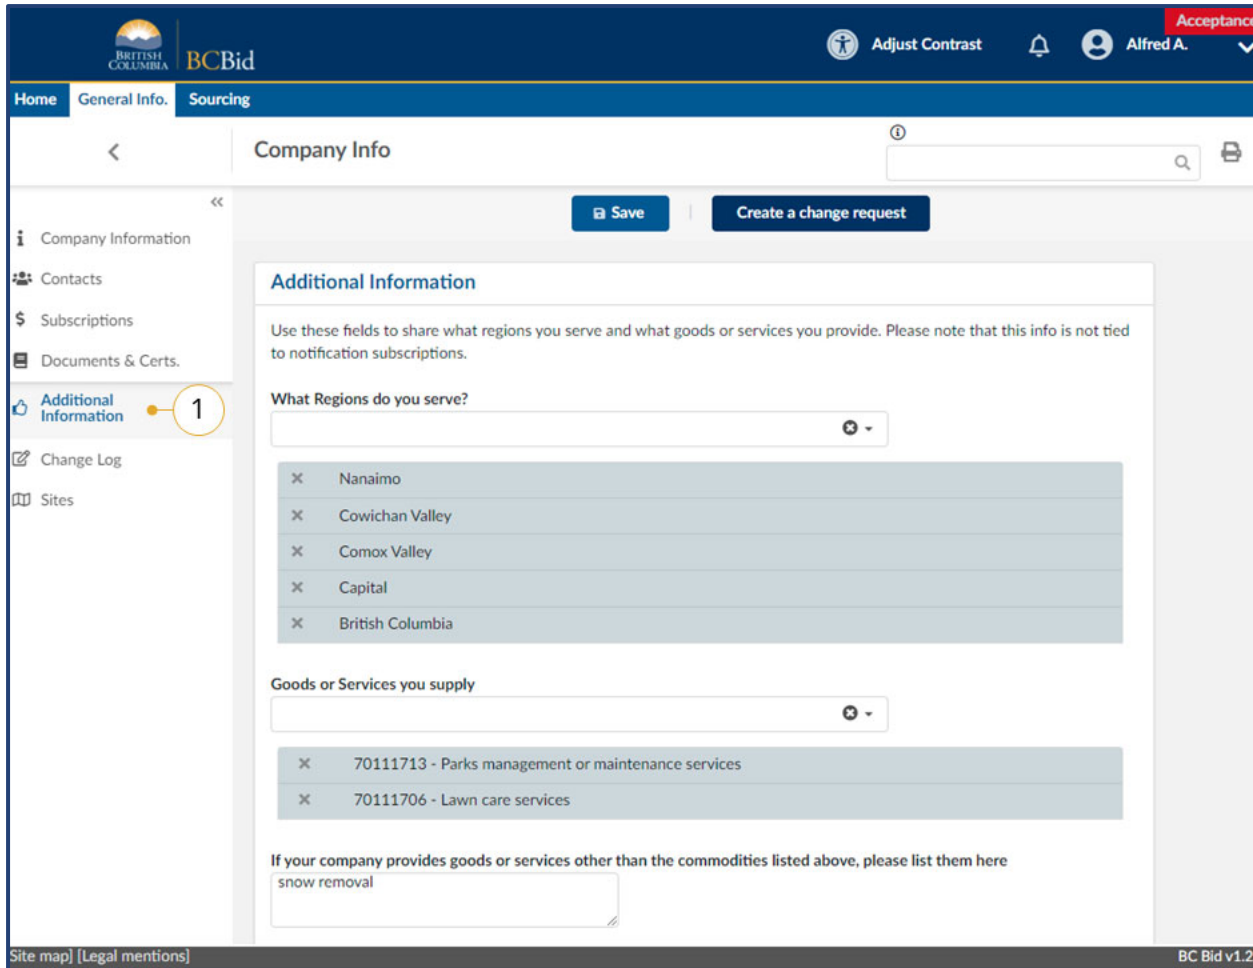 Acceptance
BRITISH
COLUMBIA
BCBid
Adjust Contrast
Alfred A.
Home
General Info.
Sourcing
Company Info
Save
Create a change request
Company Information
Contacts
$ Subscriptions
Documents & Certs.
Additional
Information
1
Change Log
Sites
Additional Information
Use these fields to share what regions you serve and what goods or services you provide. Please note that this info is not tied
to notification subscriptions.
What Regions do you serve?
Nanaimo
Cowichan Valley
Comox Valley
Capital
British Columbia
Goods or Services you supply
70111713 - Parks management or maintenance services
70111706 - Lawn care services
If your company provides goods or services other than the commodities listed above, please list them here
snow removal
Site map] [Legal mentions]
BC Bid v1.2